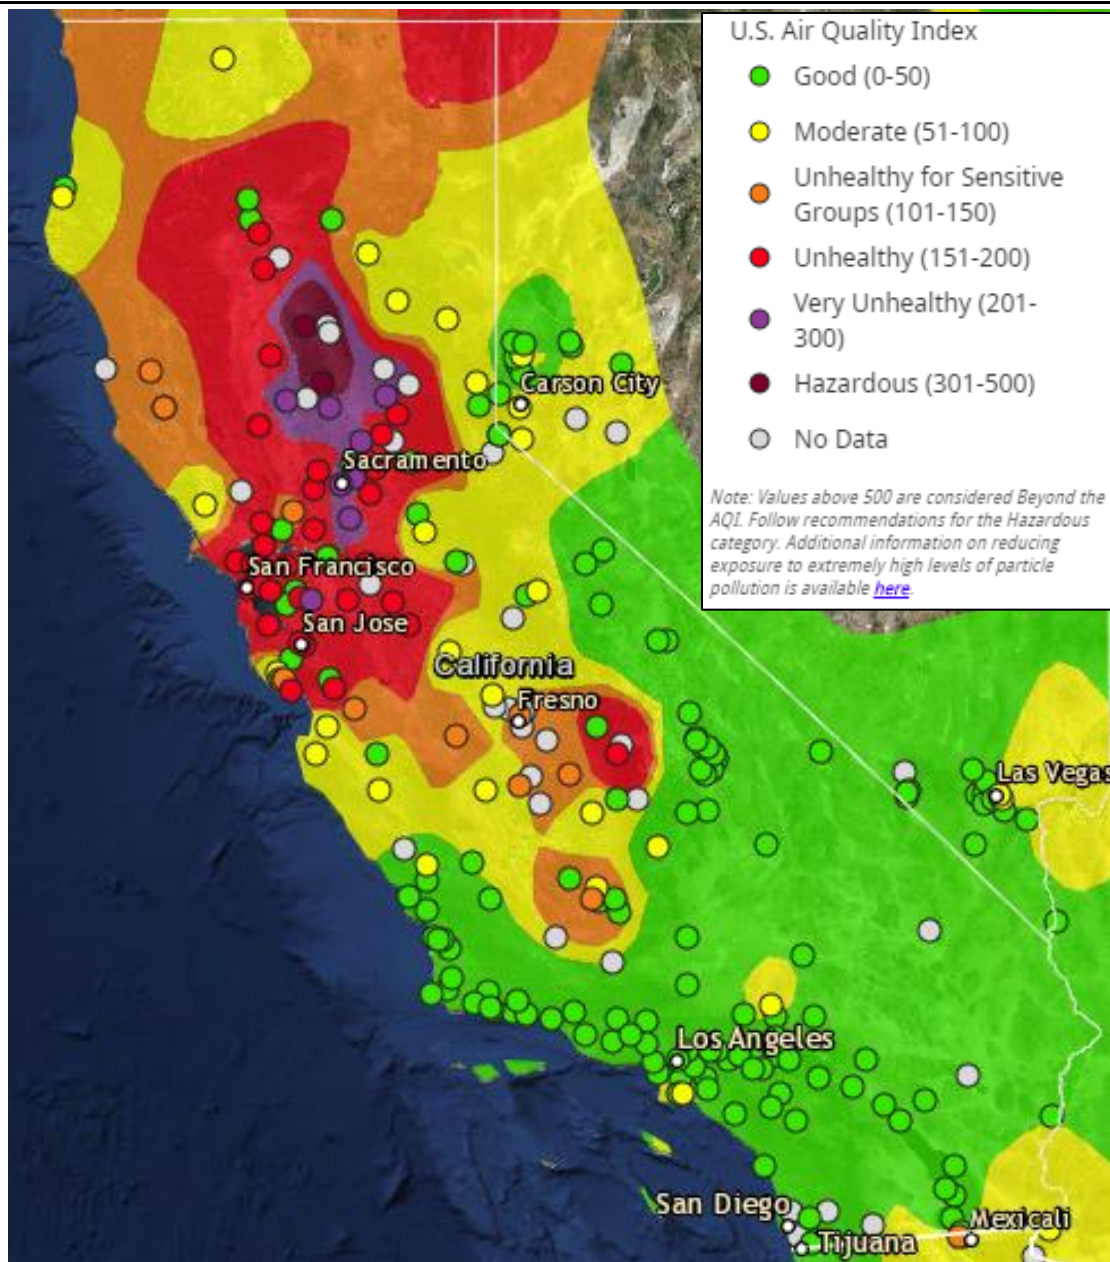 U.S. Air Quality Index
Good (0-50)
Moderate (51-100)
Unhealthy for Sensitive
Groups (101-150)
Unhealthy (151-200)
Very Unhealthy (201-
300)
Hazardous (301-500)
No Data
Note: Values above 500 are considered Beyond the
AQI. Follow recommendations for the Hazardous
category. Additional information on reducing
exposure to extremely high levels of particle
pollution is available here.
Carson City
Sacramento
San Francisco
San Jose
California
Fresno
Las Vegas
Los Angeles
San Diego
Mexicali
Tijuana